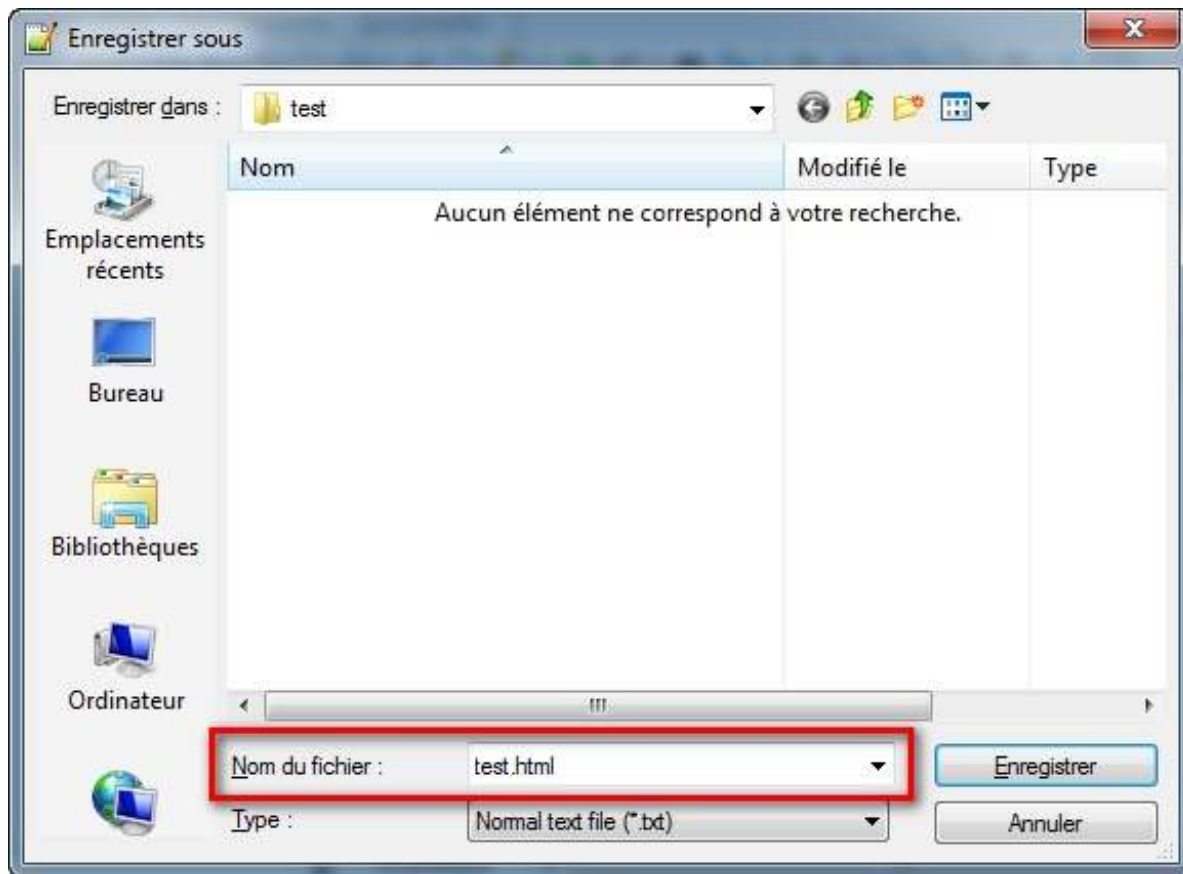 Enregistrer sous
Enregistrer dans :
test
Nom
Modifié le
Type
Aucun élément ne correspond à votre recherche.
Emplacements
récents
Bureau
Bibliothèques
Ordinateur
Nom du fichier :
test.html
Enregistrer
Type :
Normal text file (*.txt)
Annuler